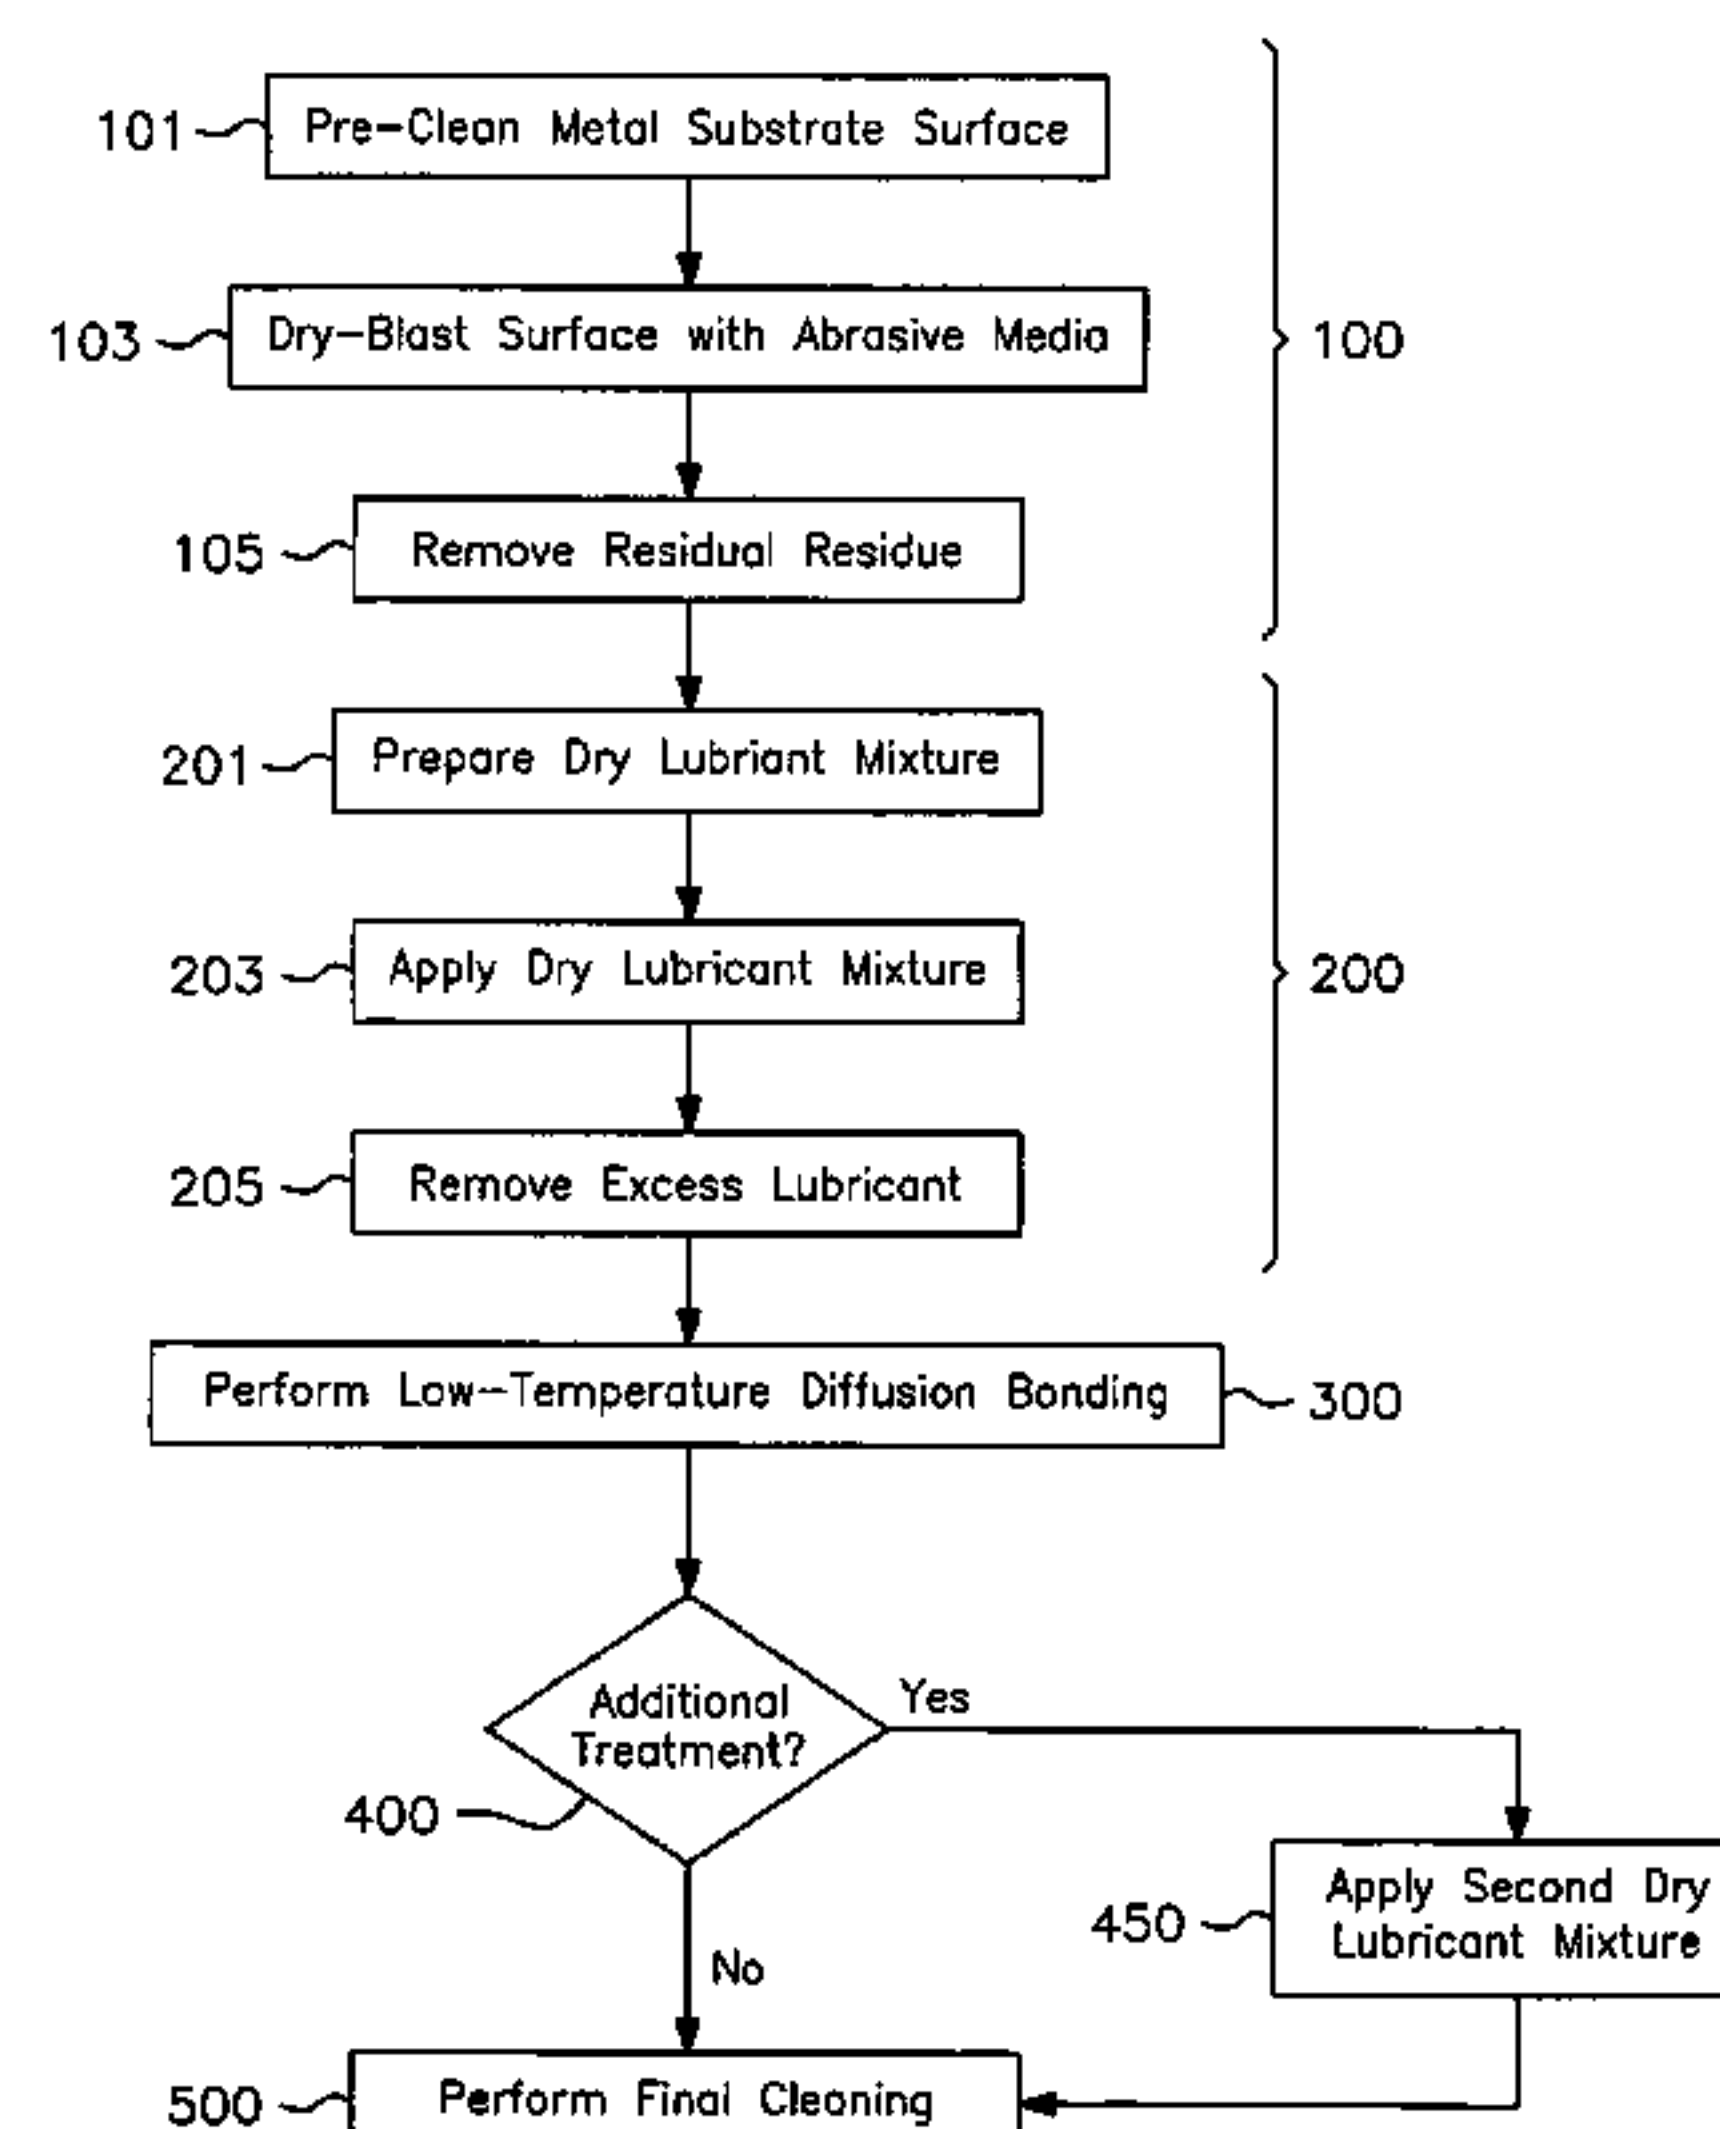 101 Pre-Clean Metal Substrate Surface
103 Dry-Blast Surface with Abrasive Media
100
105 Remove Residual Residue
201 Prepare Dry Lubriant Mixture
203 Apply Dry Lubricant Mixture
200
205 Remove Excess Lubricant
Perform Low-Temperature Diffusion Bonding 300
Additional
Treatment?
Yes
400
450
Apply Second Dry
Lubricant Mixture
No
500 Perform Final Cleaning